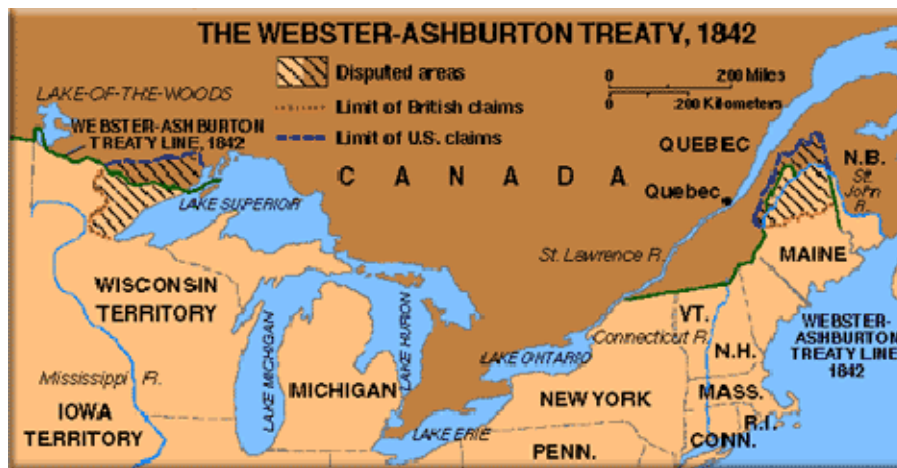 THE WEBSTER-ASHBURTON TREATY, 1842
Disputed areas
Limit of British claims
Limit of U.S. claims
0 200 Miles
0 200 Kilometers
LAKE-OF-THE-WOODS
WEBSTER-ASHBURTON
TREATY LINE, 1842
CANADA
QUEBEC
Quebec
N.B.
St.
John
R.
LAKE SUPERIOR
St. Lawrence R.
MAINE
WISCONSIN
TERRITORY
LAKE MICHIGAN
LAKE HURON
MICHIGAN
LAKE ONTARIO
LAKE ERIE
VT.
Connecticut R.
N.H.
WEBSTER-
ASHBURTON
TREATY LINE
1842
Mississippi R.
IOWA
TERRITORY
NEW YORK
MASS.
R.I.
CONN.
PENN.